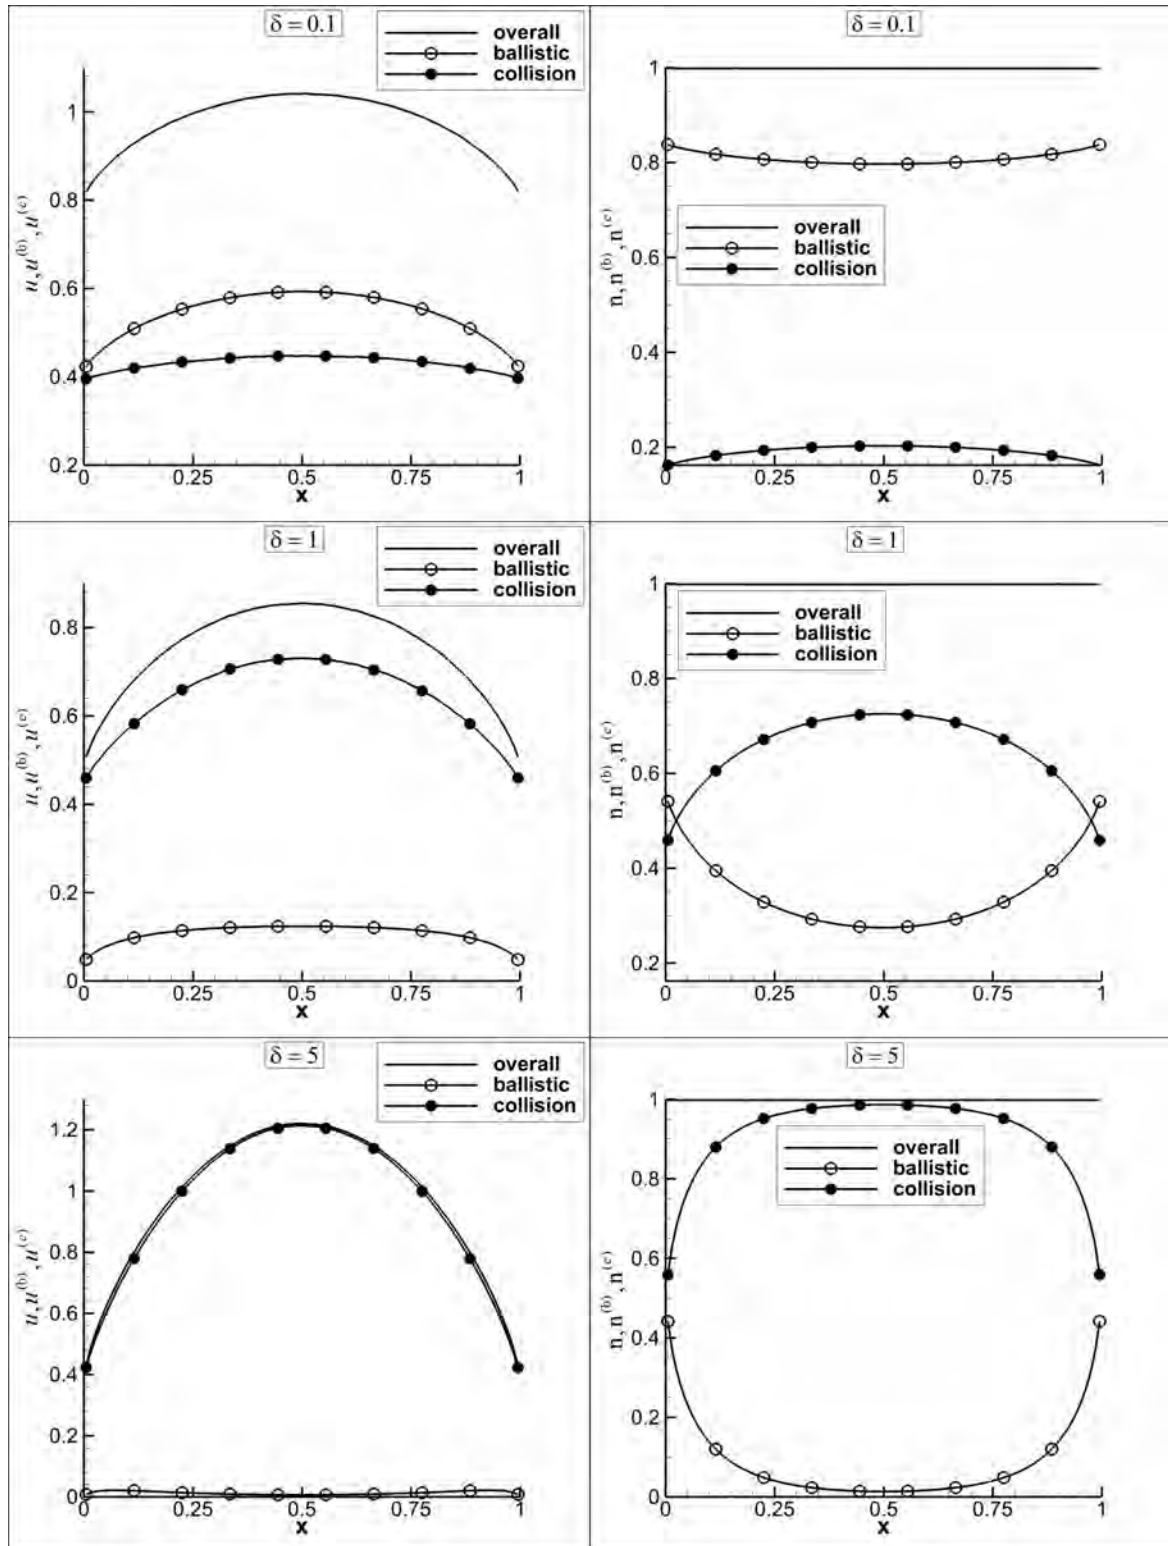 δ = 0.1
overall
ballistic
collision
1
0.8
0.6
0.4
0.2
u, u^(b), u^(c)
0 0.25 0.5 0.75 1
x
δ = 0.1
1
0.8
0.6
0.4
0.2
n, n^(b), n^(c)
overall
ballistic
collision
0 0.25 0.5 0.75 1
x
δ = 1
overall
ballistic
collision
0.8
0.6
0.4
0.2
0
u, u^(b), u^(c)
0 0.25 0.5 0.75 1
x
δ = 1
1
0.8
0.6
0.4
0.2
n, n^(b), n^(c)
overall
ballistic
collision
0 0.25 0.5 0.75 1
x
δ = 5
overall
ballistic
collision
1.2
1
0.8
0.6
0.4
0.2
0
u, u^(b), u^(c)
0 0.25 0.5 0.75 1
x
δ = 5
1
0.8
0.6
0.4
0.2
0
n, n^(b), n^(c)
overall
ballistic
collision
0 0.25 0.5 0.75 1
x